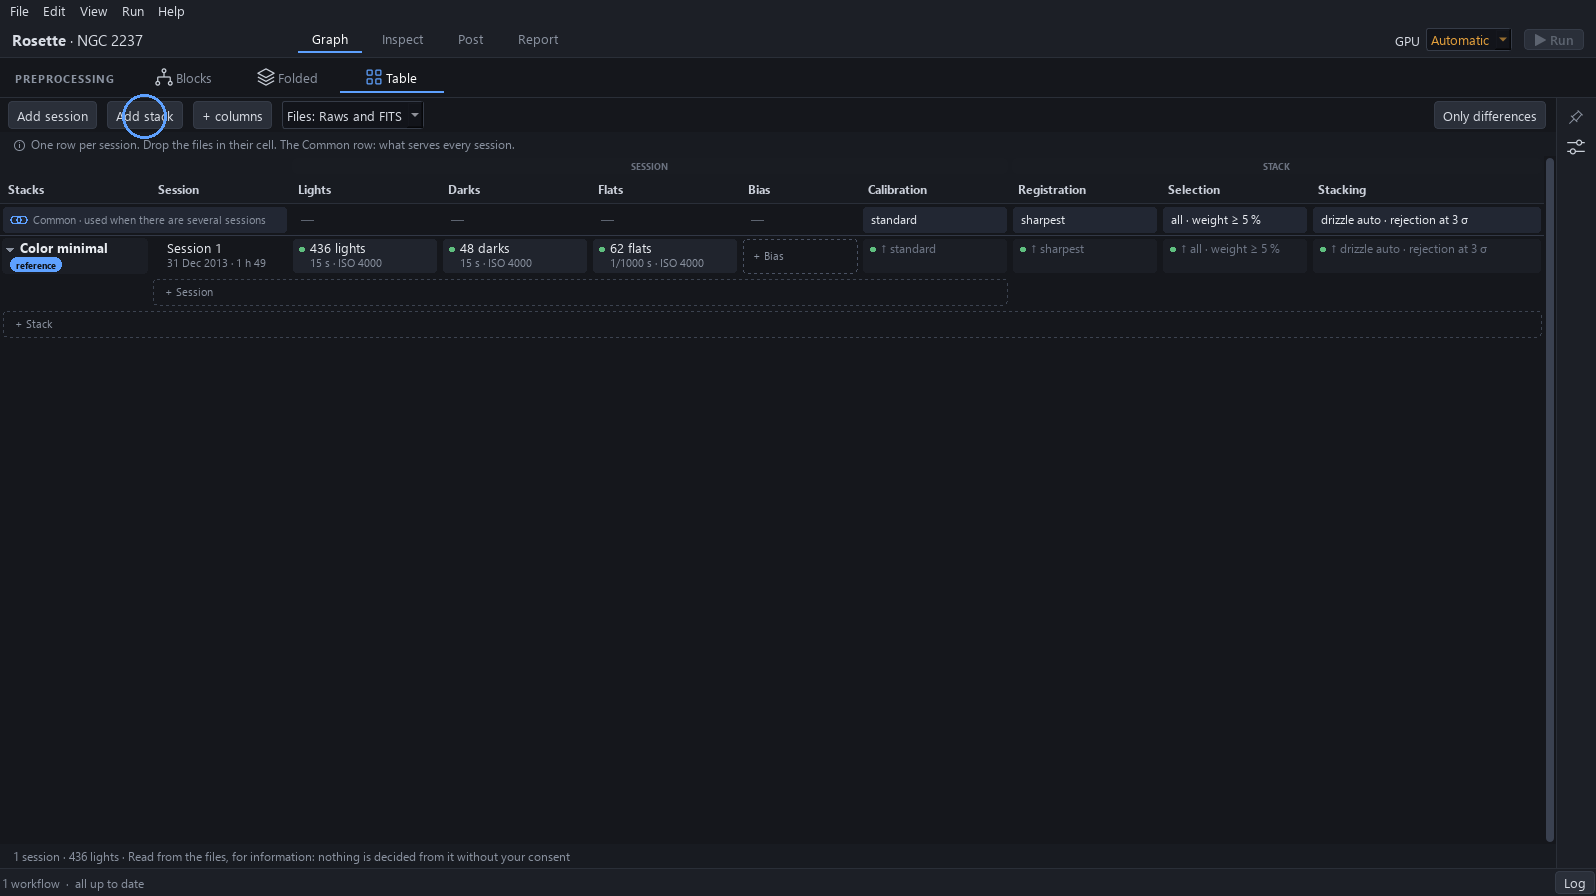 File Edit View Run Help
Rosette · NGC 2237
Graph Inspect Post Report
GPU Automatic Run
PREPROCESSING Blocks Folded Table
Add session Add stack + columns Files: Raws and FITS Only differences
One row per session. Drop the files in their cell. The Common row: what serves every session.
SESSION STACK
Stacks Session Lights Darks Flats Bias Calibration Registration Selection Stacking
Common · used when there are several sessions — — — — standard sharpest all · weight ≥ 5 % drizzle auto · rejection at 3 σ
Color minimal Session 1 436 lights 48 darks 62 flats + Bias ↑ standard ↑ sharpest ↑ all · weight ≥ 5 % ↑ drizzle auto · rejection at 3 σ
reference 31 Dec 2013 · 1 h 49 15 s · ISO 4000 15 s · ISO 4000 1/1000 s · ISO 4000
+ Session
+ Stack
1 session · 436 lights · Read from the files, for information: nothing is decided from it without your consent
1 workflow · all up to date Log